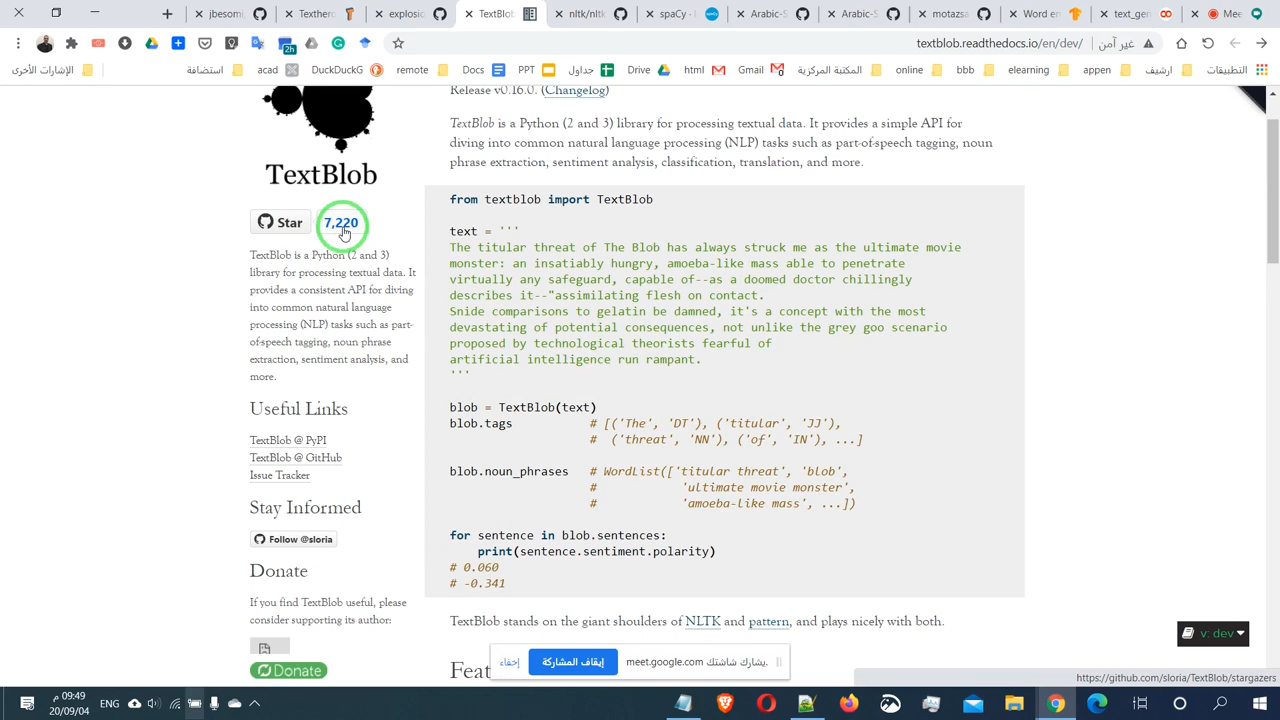 jbesom
explosio
TextBlo
nltk/nltk
spaCy -
Arabic-S
Arabic-S
motazsa
Word en
text_gen
Meet -
textblob.readthedocs.io/en/dev/
غير آمن
2h
التطبيقات
ارشيف
appen
elearning
bbb
online
المكتبة المركزية
Gmail
html
Drive
جداول
PPT
Docs
remote
DuckDuckG
acad
استضافة
الإشارات الأخرى
Release v0.16.0. (Changelog)
TextBlob is a Python (2 and 3) library for processing textual data. It provides a simple API for
diving into common natural language processing (NLP) tasks such as part-of-speech tagging, noun
phrase extraction, sentiment analysis, classification, translation, and more.
TextBlob
Star
7,220
TextBlob is a Python (2 and 3)
library for processing textual data. It
provides a consistent API for diving
into common natural language
processing (NLP) tasks such as part-
of-speech tagging, noun phrase
extraction, sentiment analysis, and
more.
Useful Links
TextBlob @ PyPI
TextBlob @ GitHub
Issue Tracker
Stay Informed
Follow @sloria
Donate
If you find TextBlob useful, please
consider supporting its author:
Donate
from textblob import TextBlob
text = '''
The titular threat of The Blob has always struck me as the ultimate movie
monster: an insatiably hungry, amoeba-like mass able to penetrate
virtually any safeguard, capable of--as a doomed doctor chillingly
describes it--"assimilating flesh on contact.
Snide comparisons to gelatin be damned, it's a concept with the most
devastating of potential consequences, not unlike the grey goo scenario
proposed by technological theorists fearful of
artificial intelligence run rampant.
'''
blob = TextBlob(text)
blob.tags # [('The', 'DT'), ('titular', 'JJ'),
# ('threat', 'NN'), ('of', 'IN'), ...]
blob.noun_phrases # WordList(['titular threat', 'blob',
# 'ultimate movie monster',
# 'amoeba-like mass', ...])
for sentence in blob.sentences:
print(sentence.sentiment.polarity)
# 0.060
# -0.341
TextBlob stands on the giant shoulders of NLTK and pattern, and plays nicely with both.
Feat
v: dev
meet.google.com يشارك شاشتك.
إيقاف المشاركة
إخفاء
https://github.com/sloria/TextBlob/stargazers
ENG
09:49 م
20/09/04